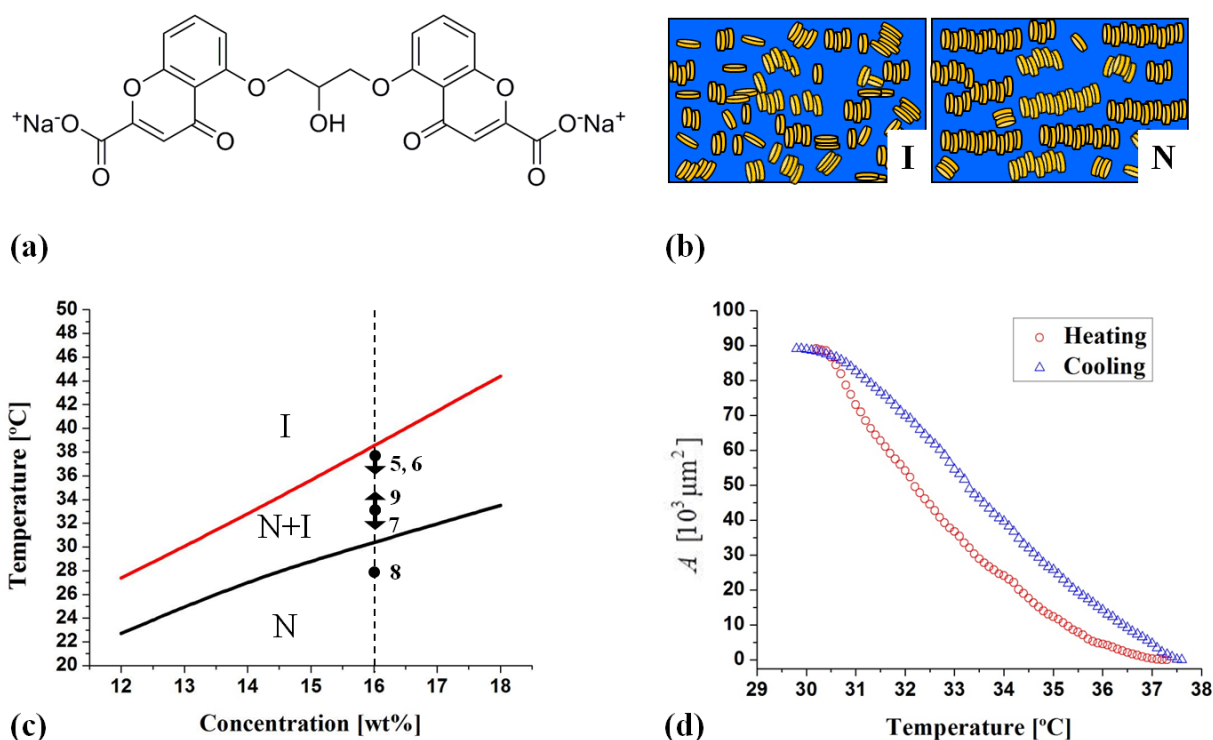 O
O
O
O
OH
⁺Na⁻O
O
O
O
O
O⁻Na⁺
O
(a)
I
N
(b)
Temperature [ºC]
50
48
46
44
42
40
38
36
34
32
30
28
26
24
22
20
I
N+I
N
5, 6
9
7
8
12 13 14 15 16 17 18
Concentration [wt%]
(c)
A [10³ μm²]
100
90
80
70
60
50
40
30
20
10
0
Heating
Cooling
29 30 31 32 33 34 35 36 37 38
Temperature [ºC]
(d)